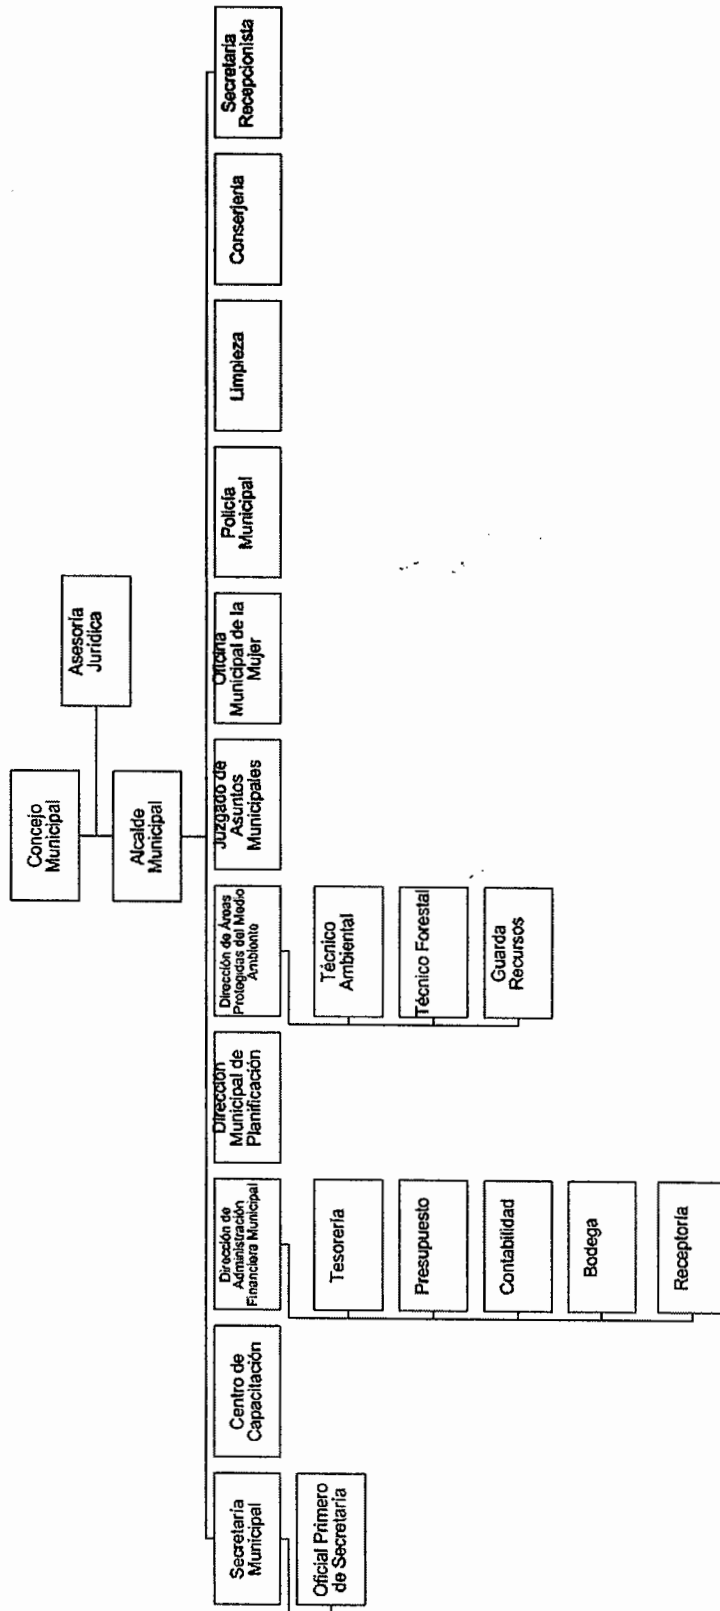 Concejo
Municipal
Asesoría
Jurídica
Alcalde
Municipal
Secretaria
Municipal
Centro de
Capacitación
Dirección de
Administración
Financiera Municipal
Dirección
Municipal de
Planificación
Dirección de Áreas
Protegidas del Medio
Ambiente
Juzgado de
Asuntos
Municipales
Oficina
Municipal de la
Mujer
Policía
Municipal
Limpieza
Conserjería
Secretaria
Recepcionista
Oficial Primero
de Secretaría
Tesorería
Presupuesto
Contabilidad
Bodega
Receptoría
Técnico
Ambiental
Técnico Forestal
Guarda
Recursos